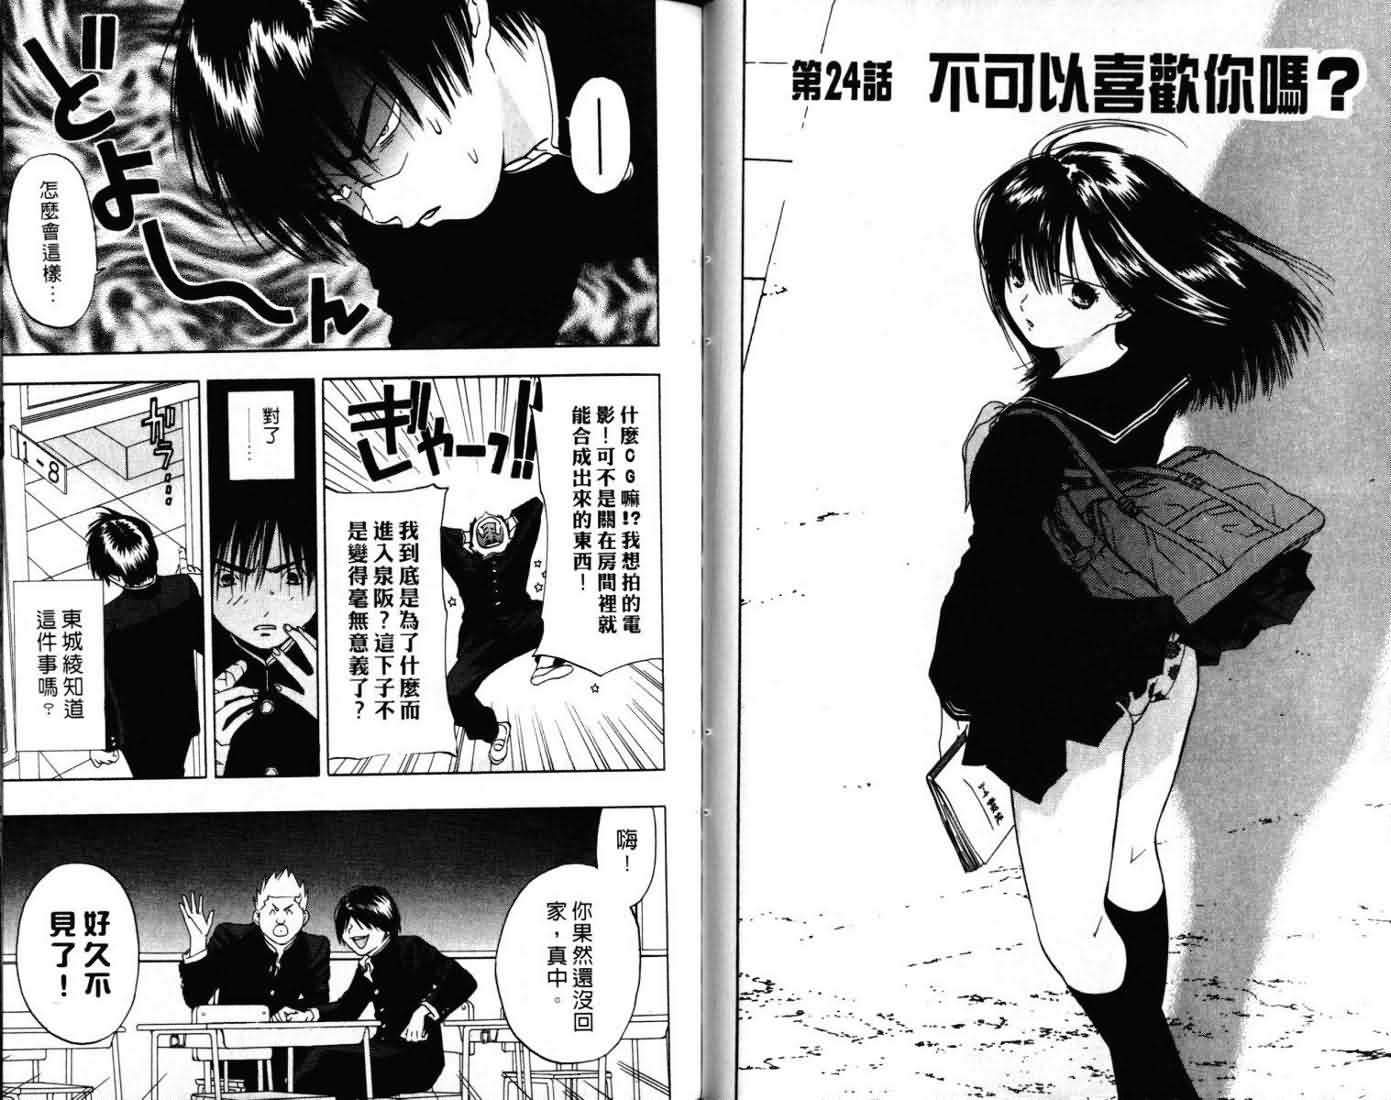 第24話 不可以喜歡你嗎？
どよーん
怎麼會這樣…
什麼CG嘛!?我想拍的電
影！可不是關在房間裡就
能合成出來的東西！
ぎゃーっ!!
我到底是為了什麼而
進入泉阪？這下子不
是變得毫無意義了？
對了
………
ガラ…
1-8
東城綾知道
這件事嗎？
嗨！
你果然還沒回
家，真中。
好久不
見了！